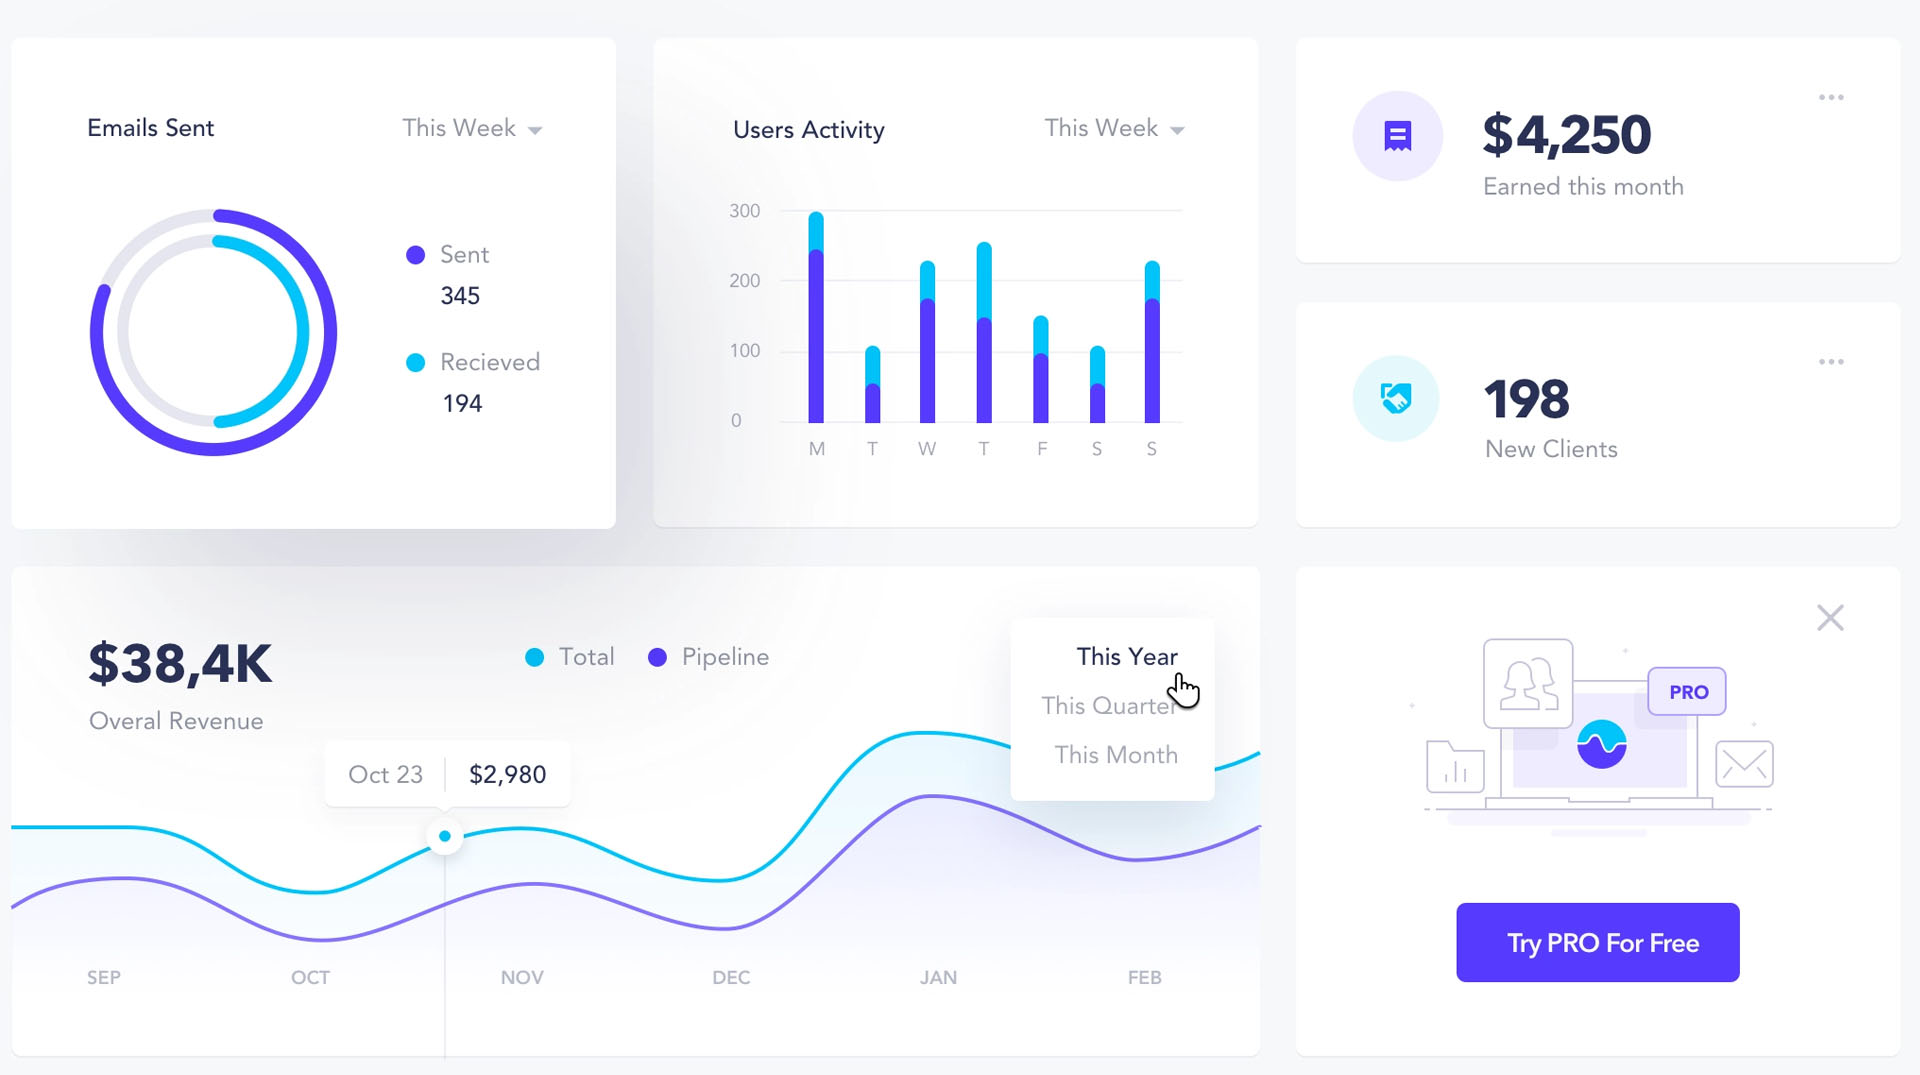 Emails Sent
This Week
Sent
345
Recieved
194
Users Activity
This Week
300
200
100
0
M T W T F S S
$4,250
Earned this month
198
New Clients
$38,4K
Overal Revenue
Total
Pipeline
This Year
This Quarter
This Month
Oct 23
$2,980
SEP OCT NOV DEC JAN FEB
PRO
Try PRO For Free